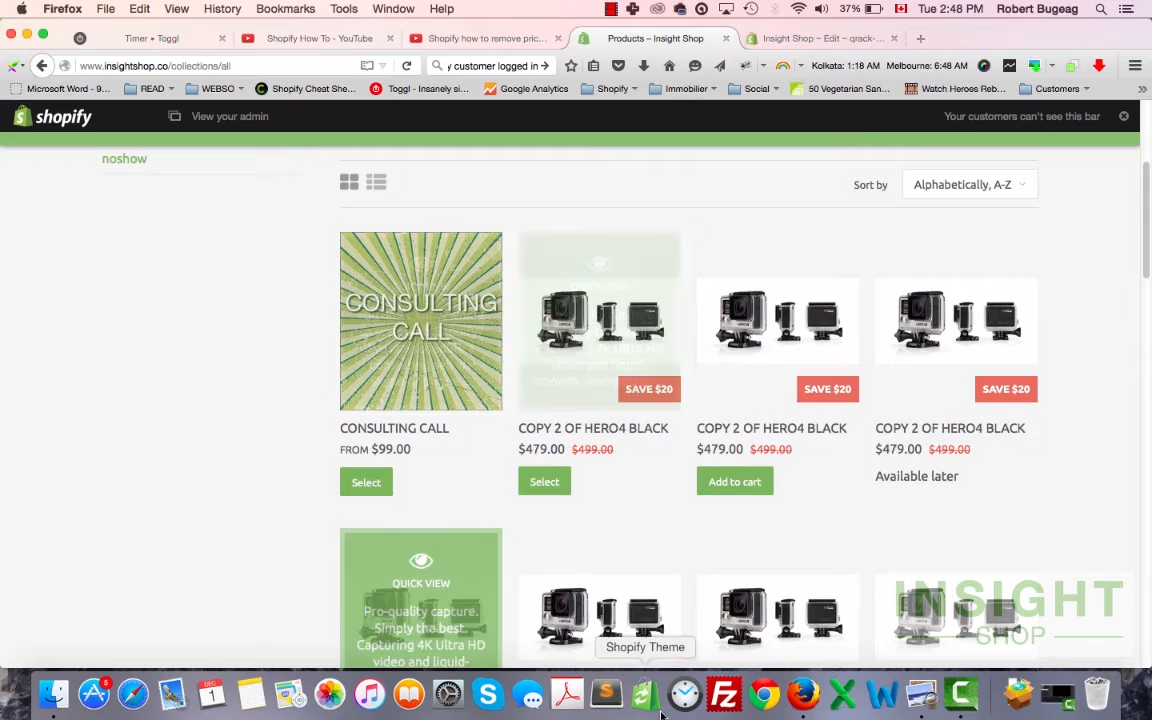 Firefox File Edit View History Bookmarks Tools Window Help 37% Tue 2:48 PM Robert Bugeag
Timer • Toggl × Shopify How To - YouTube × Shopify how to remove pric... × Products – Insight Shop × Insight Shop ~ Edit ~ qrack-... × +
www.insightshop.co/collections/all y customer logged in Kolkata: 1:18 AM Melbourne: 6:48 AM
Microsoft Word - 9... READ WEBSO Shopify Cheat She... Toggl - Insanely si... Google Analytics Shopify Immobilier Social 50 Vegetarian San... Watch Heroes Reb... Customers
shopify View your admin Your customers can't see this bar
noshow
Sort by Alphabetically, A-Z
CONSULTING
CALL
SAVE $20 SAVE $20 SAVE $20
CONSULTING CALL COPY 2 OF HERO4 BLACK COPY 2 OF HERO4 BLACK COPY 2 OF HERO4 BLACK
FROM $99.00 $479.00 $499.00 $479.00 $499.00 $479.00 $499.00
Select Select Add to cart Available later
QUICK VIEW
Pro-quality capture.
Simply the best.
Capturing 4K Ultra HD
video and liquid-
INSIGHT
SHOP
Shopify Theme
5
DEC
1